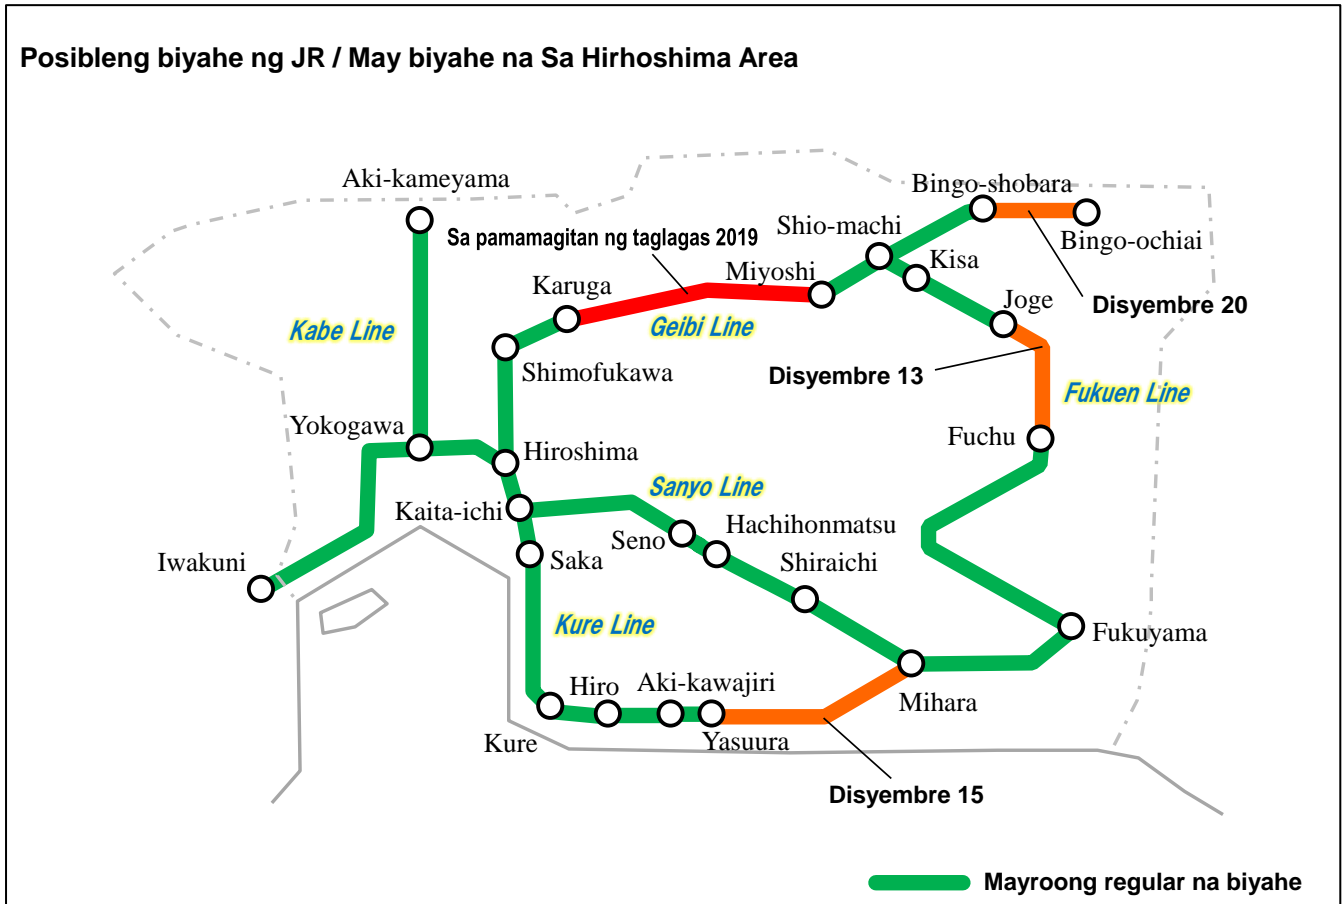 Posibleng biyahe ng JR / May biyahe na Sa Hirhoshima Area
Aki-kameyama
Bingo-shobara
Sa pamamagitan ng taglagas 2019
Shio-machi
Bingo-ochiai
Miyoshi
Kisa
Karuga
Joge
Disyembre 20
Kabe Line
Geibi Line
Shimofukawa
Disyembre 13
Fukuen Line
Yokogawa
Fuchu
Hiroshima
Sanyo Line
Kaita-ichi
Hachihonmatsu
Seno
Iwakuni
Saka
Shiraichi
Kure Line
Fukuyama
Hiro
Aki-kawajiri
Mihara
Kure
Yasuura
Disyembre 15
Mayroong regular na biyahe